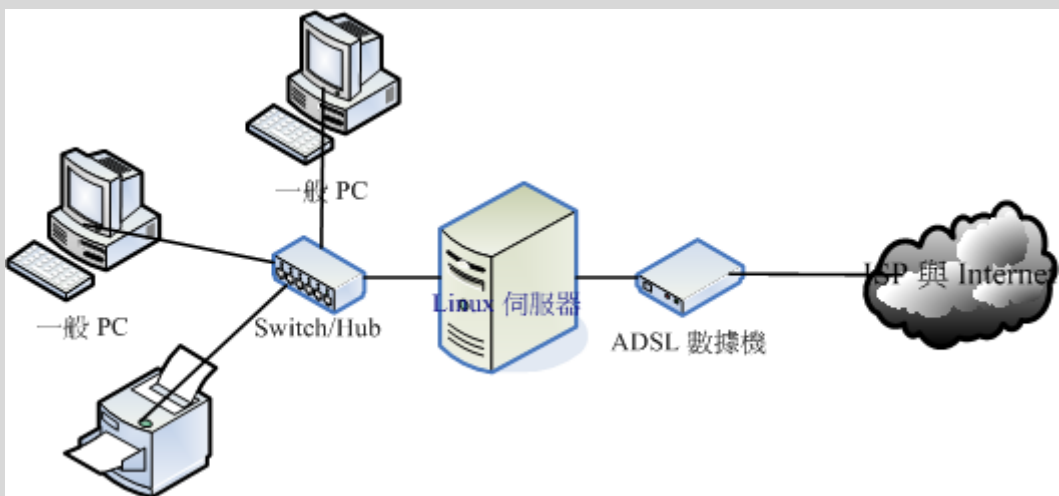 一般 PC
一般 PC
Switch/Hub
Linux 伺服器
ADSL 數據機
ISP 與 Internet